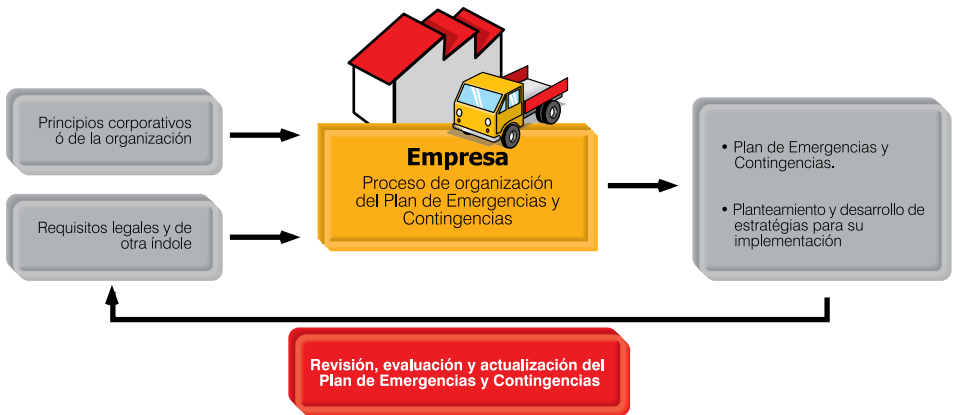 Principios corporativos
ó de la organización
Requisitos legales y de
otra índole
Empresa
Proceso de organización
del Plan de Emergencias y
Contingencias
• Plan de Emergencias y
Contingencias.
• Planteamiento y desarrollo de
estratégias para su
implementación
Revisión, evaluación y actualización del
Plan de Emergencias y Contingencias